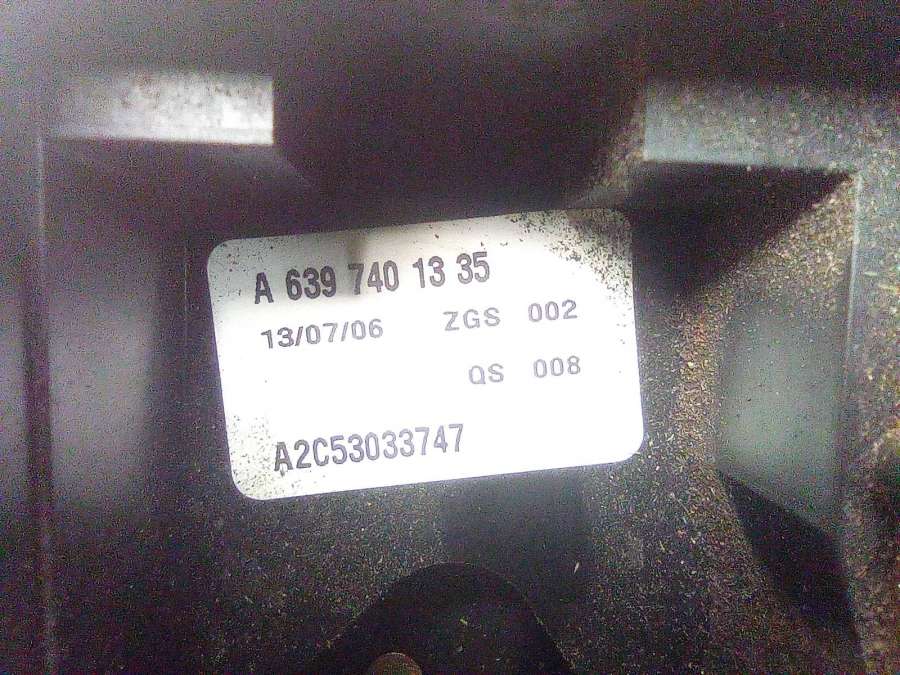 A 639 740 13 35
13/07/06 ZGS 002
QS 008
A2C53033747